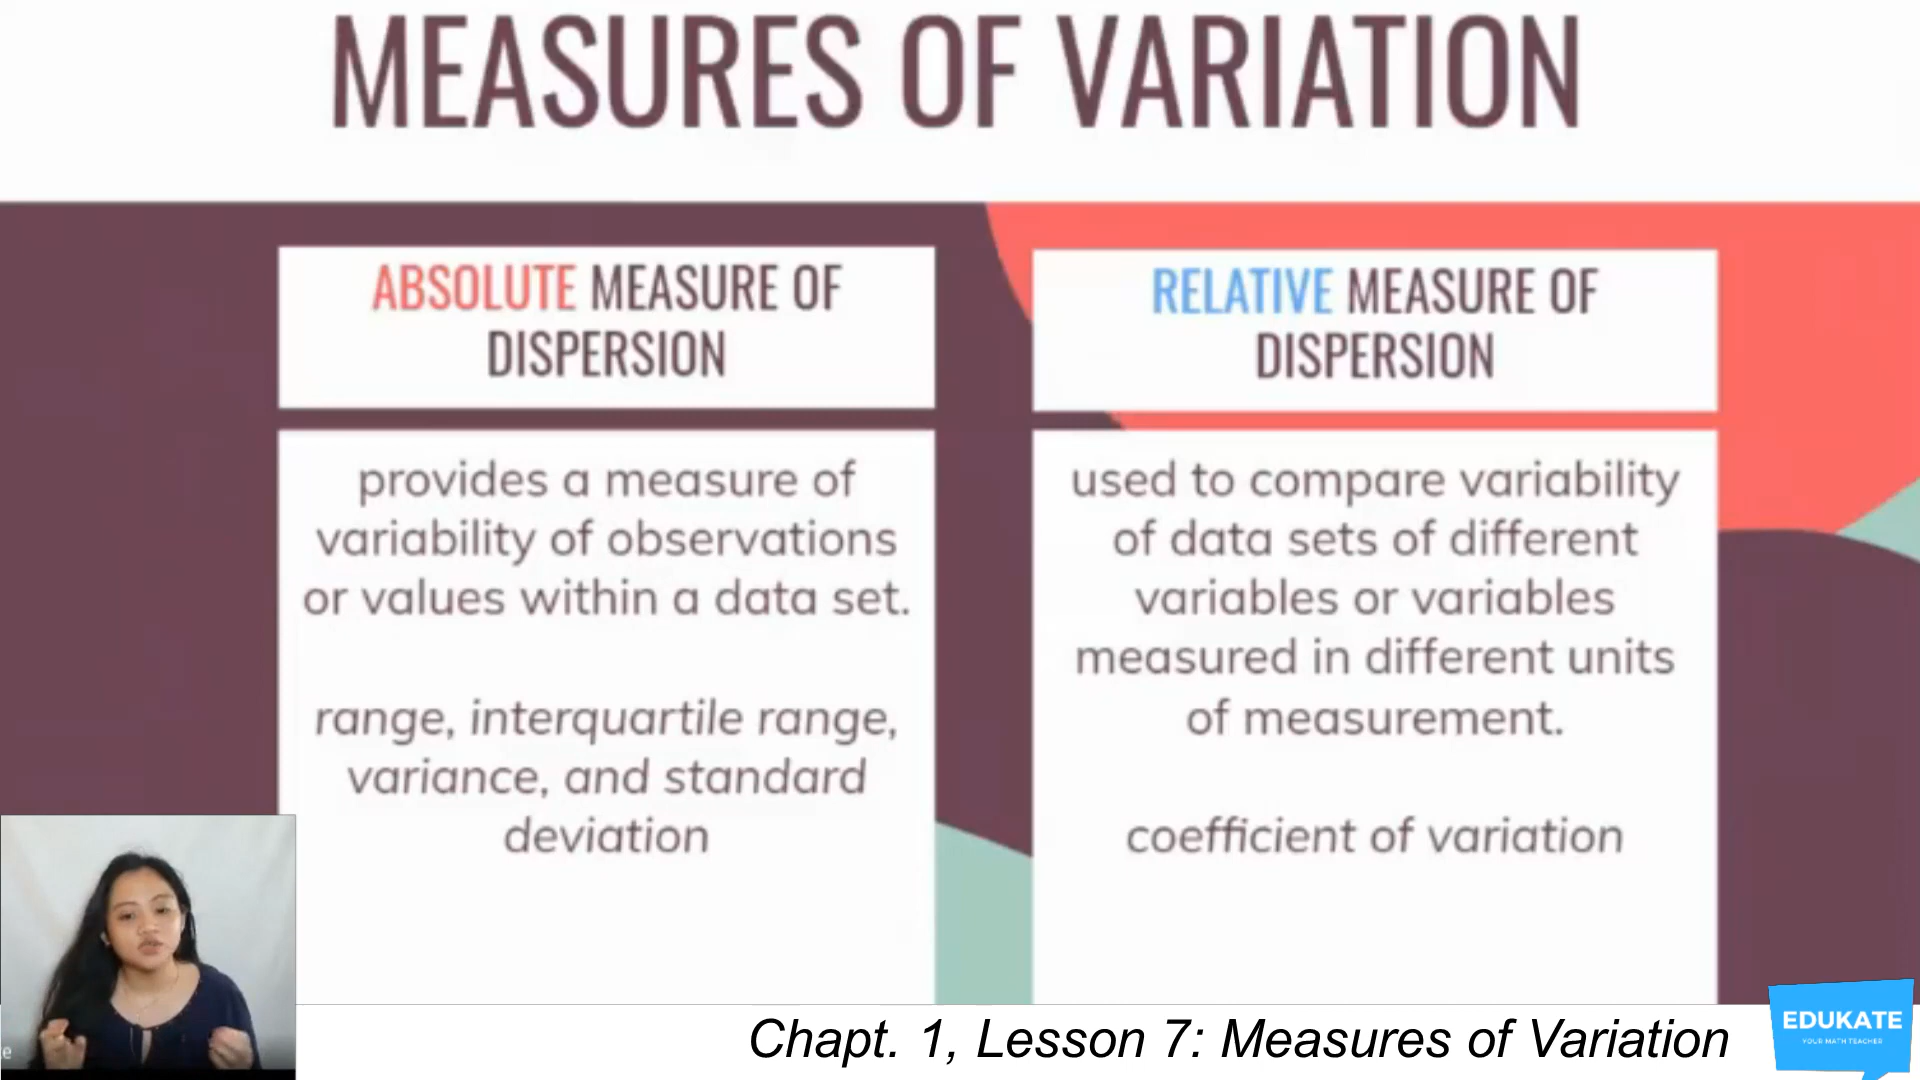 MEASURES OF VARIATION
ABSOLUTE MEASURE OF
DISPERSION
provides a measure of
variability of observations
or values within a data set.
range, interquartile range,
variance, and standard
deviation
RELATIVE MEASURE OF
DISPERSION
used to compare variability
of data sets of different
variables or variables
measured in different units
of measurement.
coefficient of variation
Chapt. 1, Lesson 7: Measures of Variation
EDUKATE
YOUR MATH TEACHER